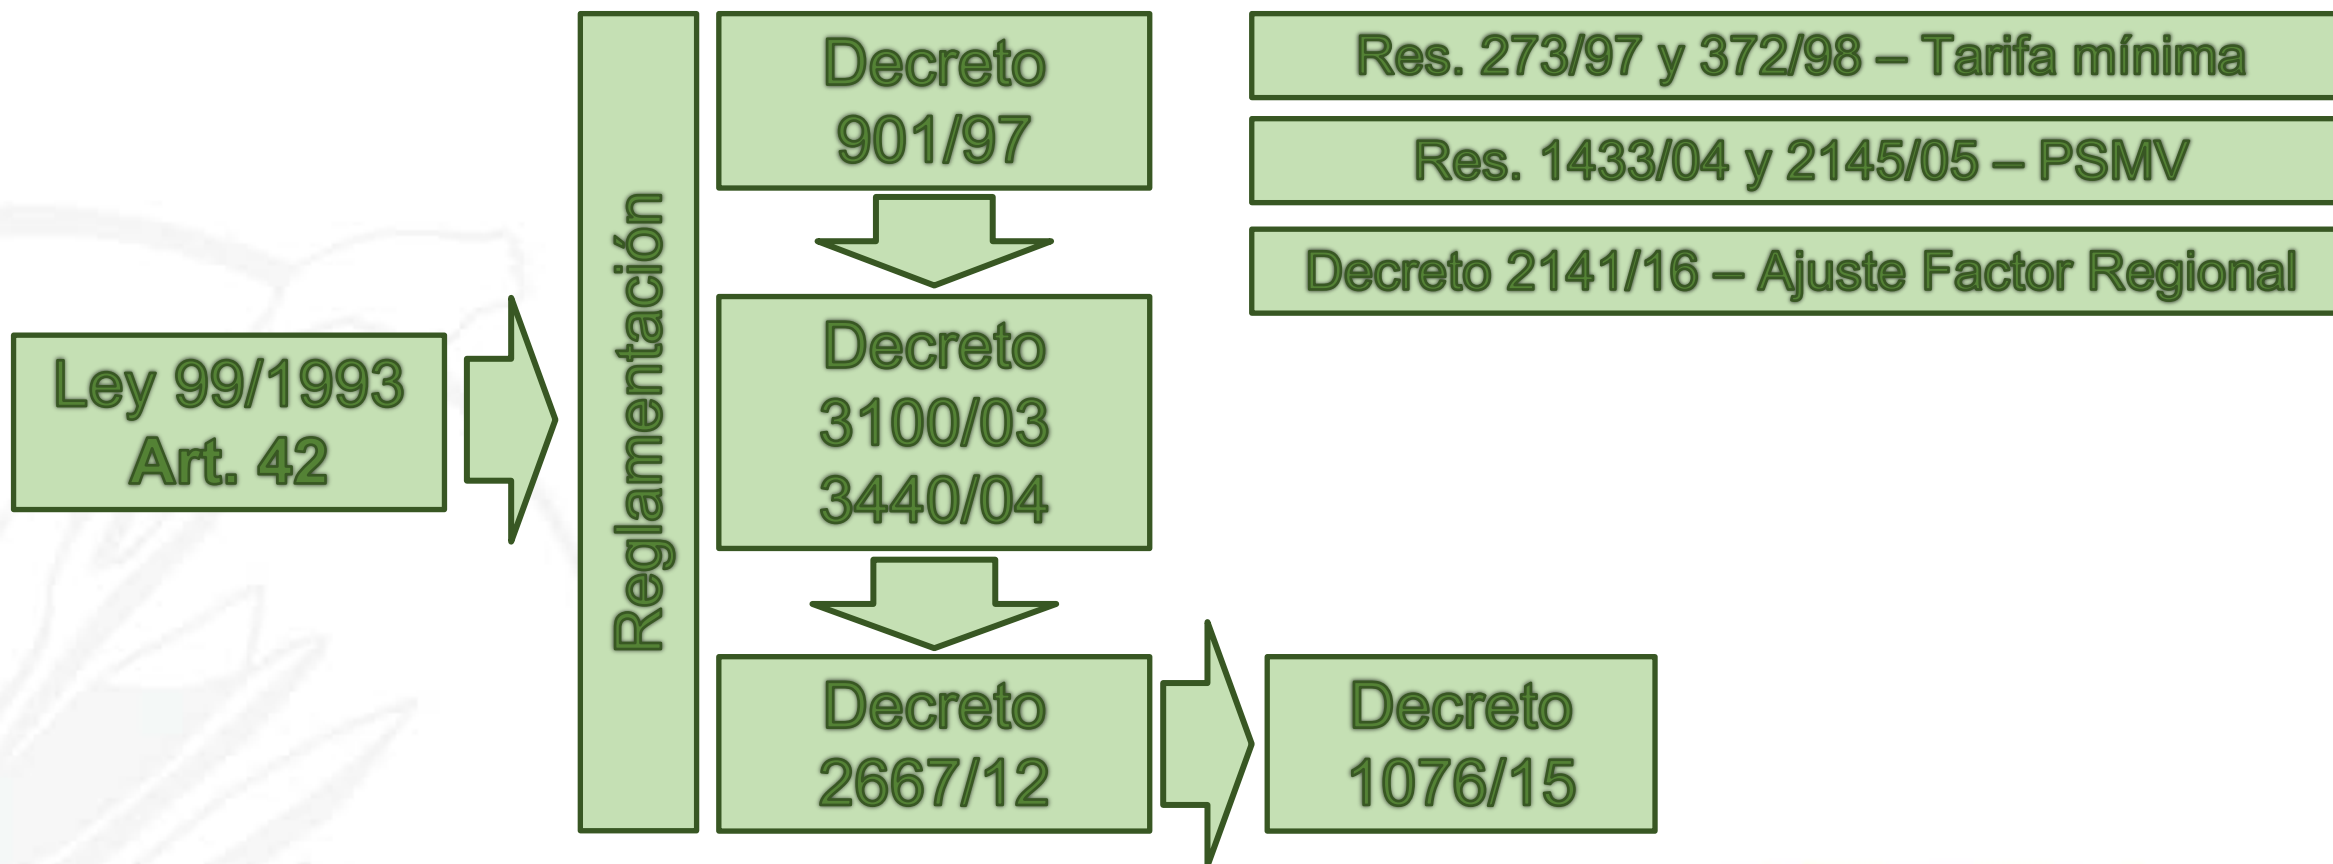 Ley 99/1993
Art. 42
Reglamentación
Decreto
901/97
Decreto
3100/03
3440/04
Decreto
2667/12
Decreto
1076/15
Res. 273/97 y 372/98 – Tarifa mínima
Res. 1433/04 y 2145/05 – PSMV
Decreto 2141/16 – Ajuste Factor Regional